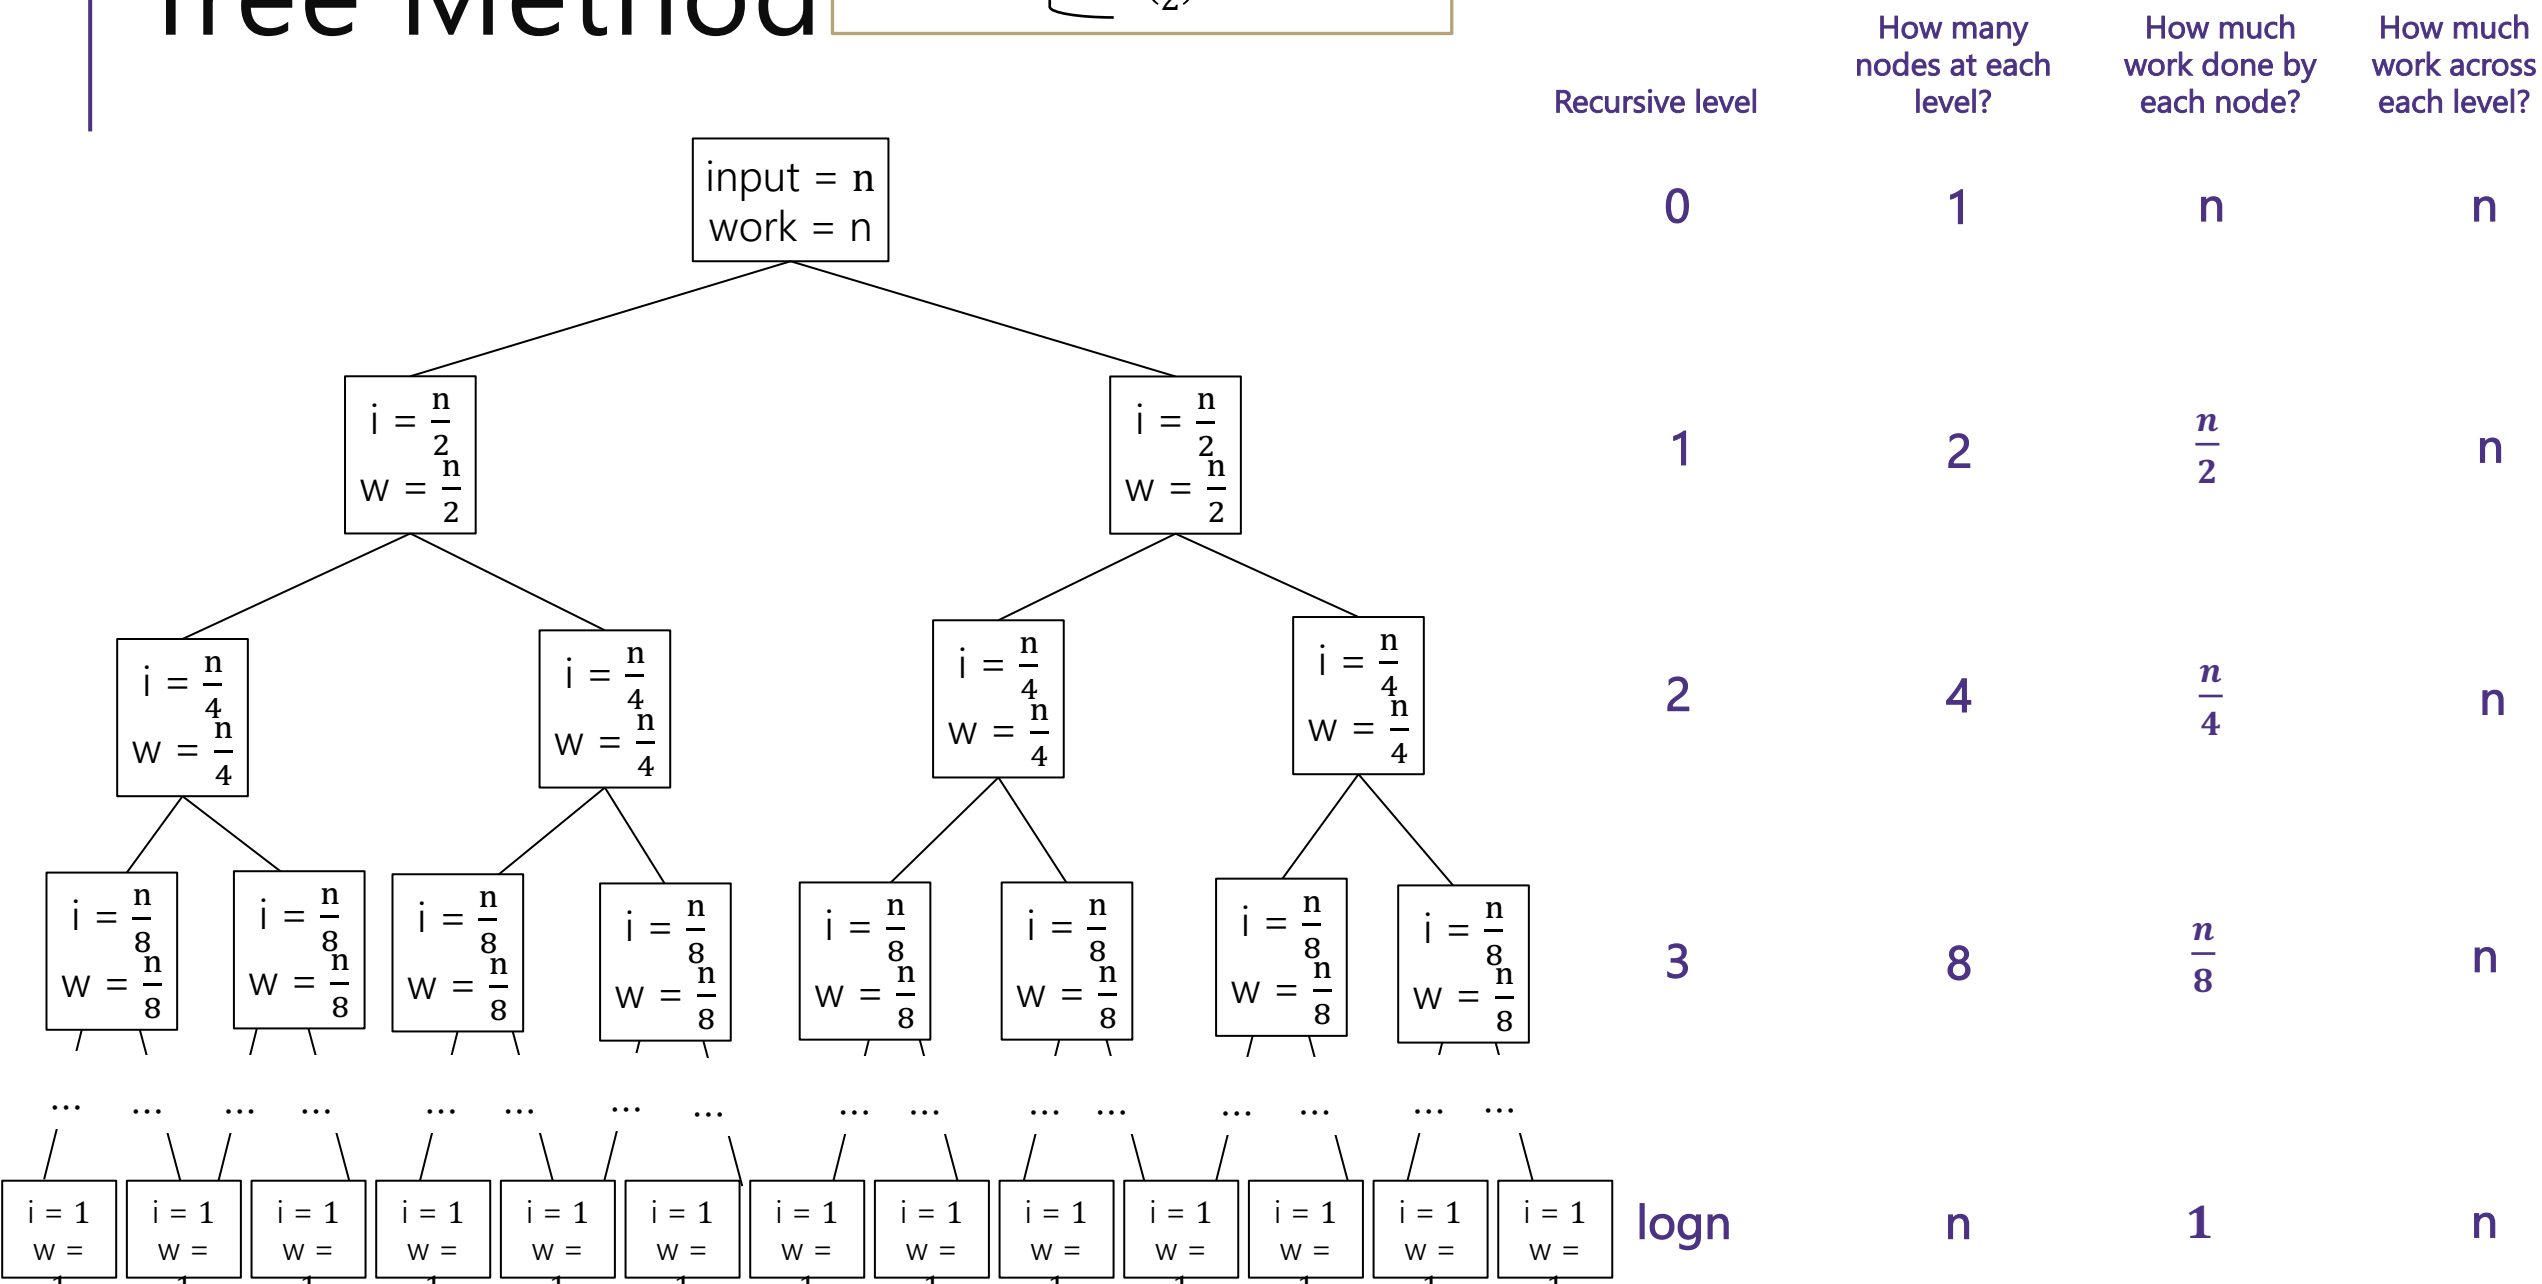 Tree Method
How many nodes at each level?
How much work done by each node?
How much work across each level?
Recursive level
input = n
work = n
0 1 n n
i = n/2
w = n/2
i = n/2
w = n/2
1 2 n/2 n
i = n/4
w = n/4
i = n/4
w = n/4
i = n/4
w = n/4
i = n/4
w = n/4
2 4 n/4 n
i = n/8
w = n/8
i = n/8
w = n/8
i = n/8
w = n/8
i = n/8
w = n/8
i = n/8
w = n/8
i = n/8
w = n/8
i = n/8
w = n/8
i = n/8
w = n/8
3 8 n/8 n
... ... ... ... ... ... ... ... ... ... ... ... ... ... ... ...
i = 1 i = 1 i = 1 i = 1 i = 1 i = 1 i = 1 i = 1 i = 1 i = 1 i = 1 i = 1 i = 1
w = w = w = w = w = w = w = w = w = w = w = w = w =
logn n 1 n